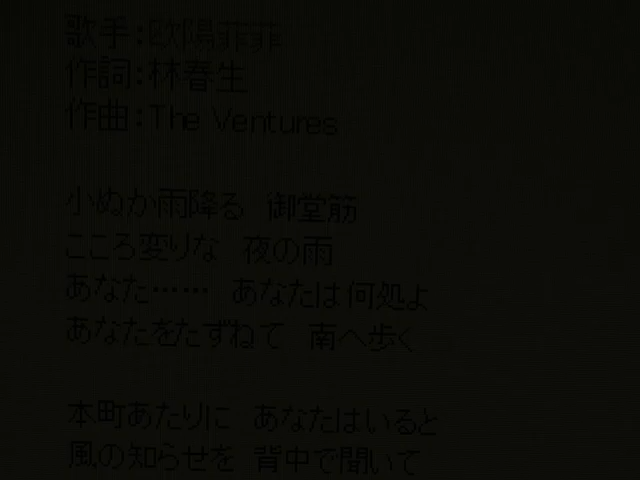 歌手:欧陽菲菲
作詞:林春生
作曲:The Ventures
小ぬか雨降る 御堂筋
こころ変りな 夜の雨
あなた…… あなたは何処よ
あなたをたずねて 南へ歩く
本町あたりに あなたはいると
風の知らせを 背中で聞いて